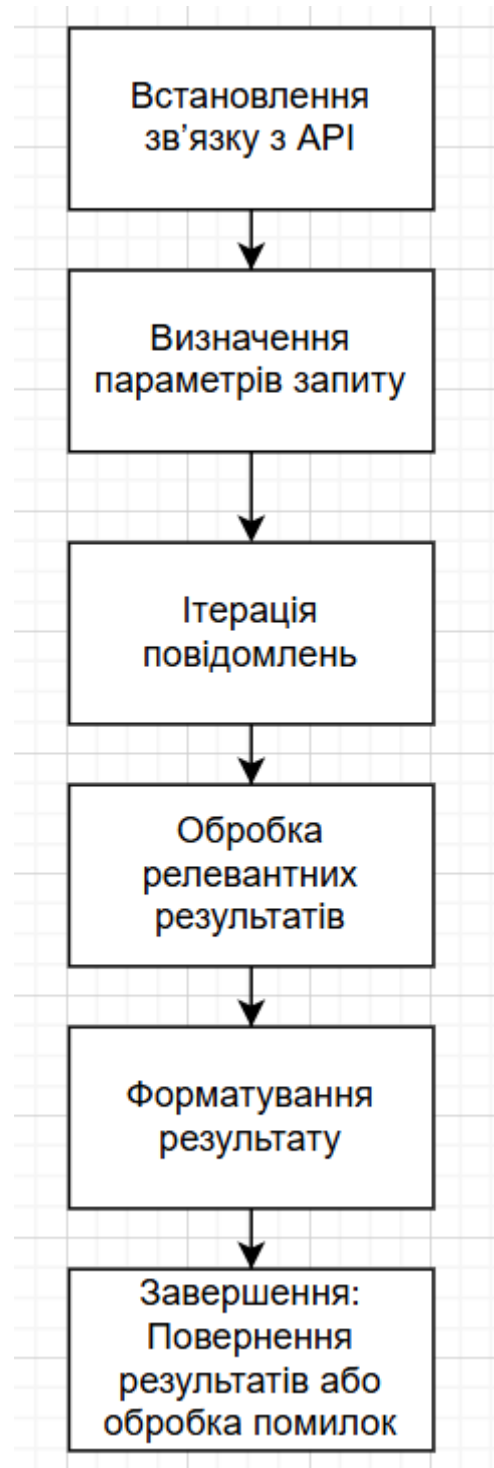 Встановлення
зв’язку з API
Визначення
параметрів запиту
Ітерація
повідомлень
Обробка
релевантних
результатів
Форматування
результату
Завершення:
Повернення
результатів або
обробка помилок